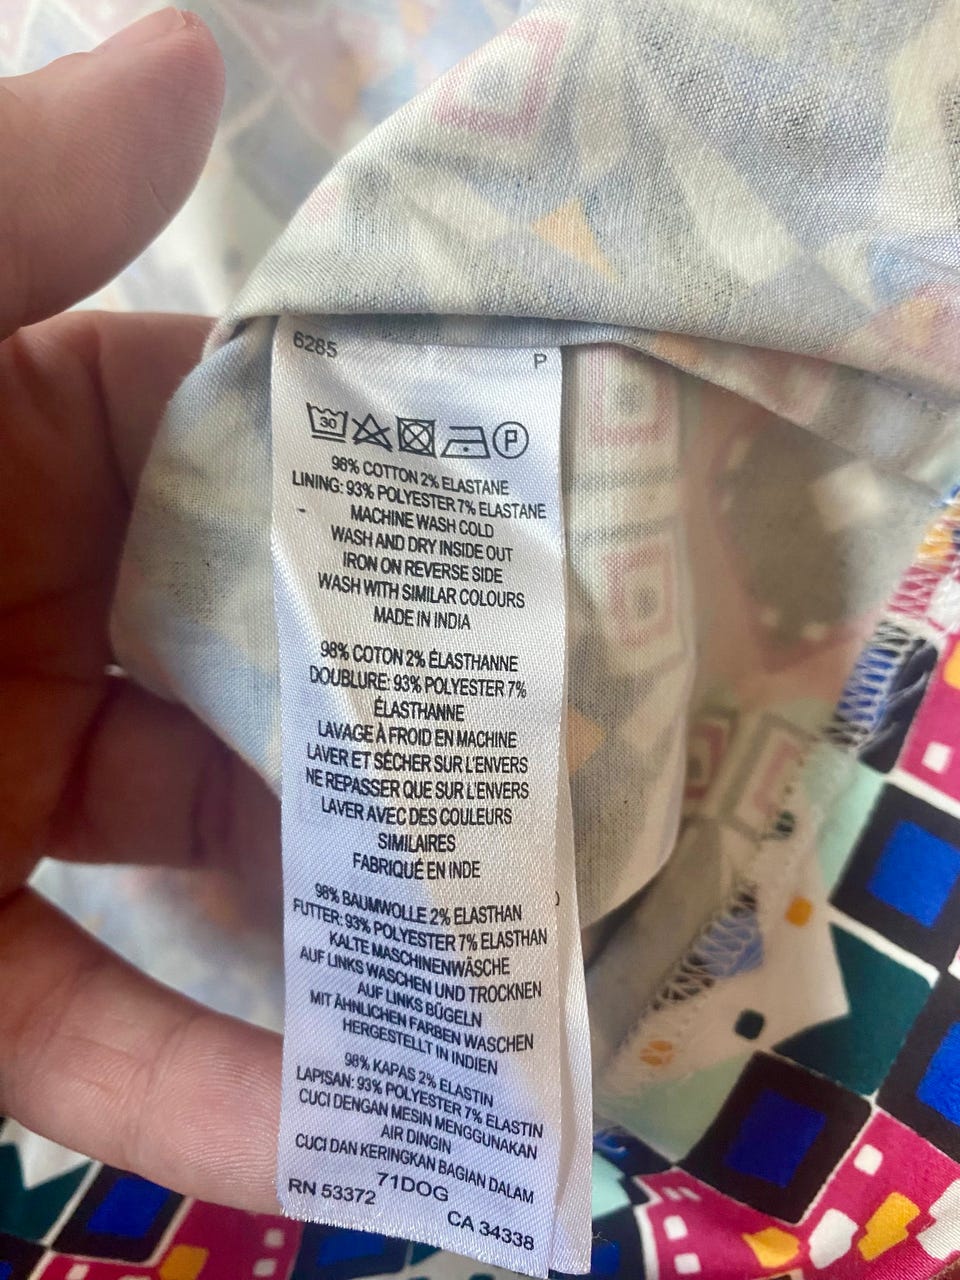 6285
P
30
P
98% COTTON 2% ELASTANE
LINING: 93% POLYESTER 7% ELASTANE
MACHINE WASH COLD
WASH AND DRY INSIDE OUT
IRON ON REVERSE SIDE
WASH WITH SIMILAR COLOURS
MADE IN INDIA
98% COTON 2% ÉLASTHANNE
DOUBLURE: 93% POLYESTER 7%
ÉLASTHANNE
LAVAGE À FROID EN MACHINE
LAVER ET SÉCHER SUR L'ENVERS
NE REPASSER QUE SUR L'ENVERS
LAVER AVEC DES COULEURS
SIMILAIRES
FABRIQUÉ EN INDE
98% BAUMWOLLE 2% ELASTHAN
FUTTER: 93% POLYESTER 7% ELASTHAN
KALTE MASCHINENWÄSCHE
AUF LINKS WASCHEN UND TROCKNEN
AUF LINKS BÜGELN
MIT ÄHNLICHEN FARBEN WASCHEN
HERGESTELLT IN INDIEN
98% KAPAS 2% ELASTIN
LAPISAN: 93% POLYESTER 7% ELASTIN
CUCI DENGAN MESIN MENGGUNAKAN
AIR DINGIN
CUCI DAN KERINGKAN BAGIAN DALAM
71DOG
RN 53372
CA 34338